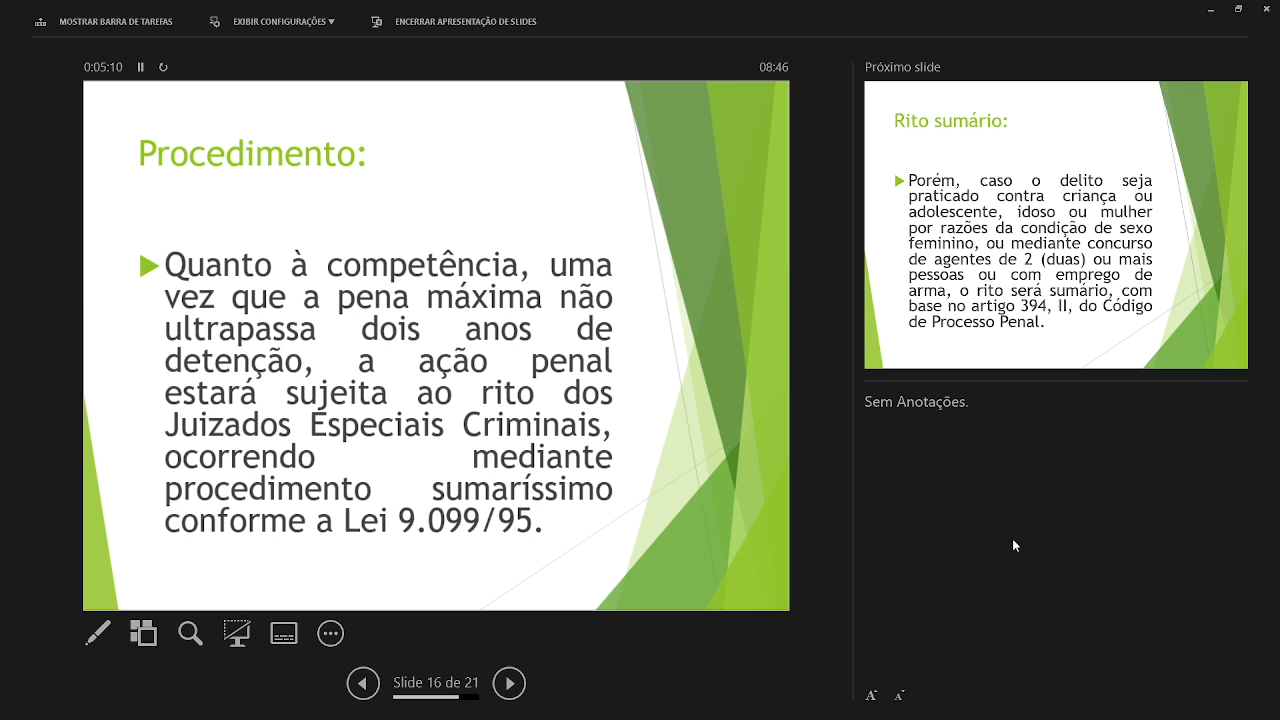 MOSTRAR BARRA DE TAREFAS
EXIBIR CONFIGURAÇÕES ▼
ENCERRAR APRESENTAÇÃO DE SLIDES
0:05:10
08:46
Procedimento:
Quanto à competência, uma
vez que a pena máxima não
ultrapassa dois anos de
detenção, a ação penal
estará sujeita ao rito dos
Juizados Especiais Criminais,
ocorrendo mediante
procedimento sumaríssimo
conforme a Lei 9.099/95.
Slide 16 de 21
Próximo slide
Rito sumário:
Porém, caso o delito seja
praticado contra criança ou
adolescente, idoso ou mulher
por razões da condição de sexo
feminino, ou mediante concurso
de agentes de 2 (duas) ou mais
pessoas ou com emprego de
arma, o rito será sumário, com
base no artigo 394, II, do Código
de Processo Penal.
Sem Anotações.
A A